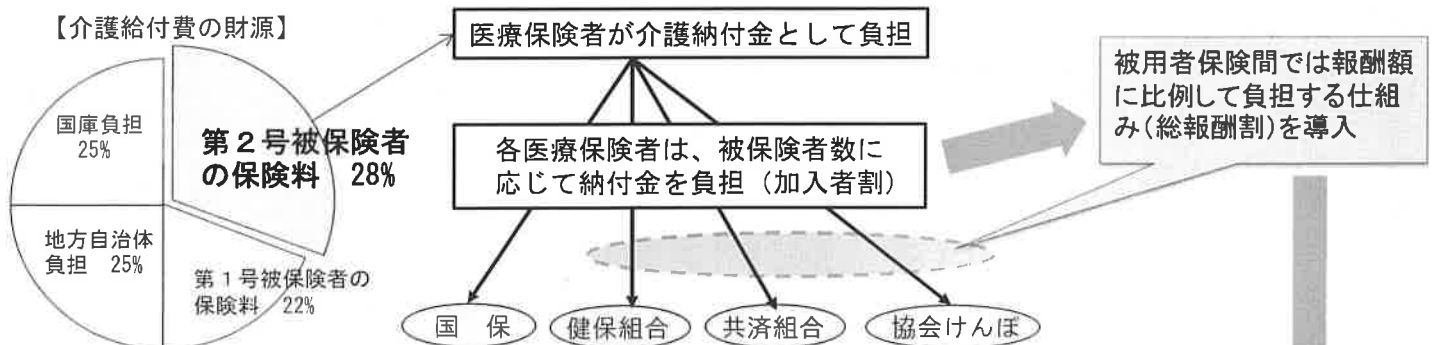 【介護給付費の財源】
国庫負担
25%
第２号被保険者
の保険料　28%
地方自治体
負担　25%
第１号被保険者の
保険料　22%
医療保険者が介護納付金として負担
各医療保険者は、被保険者数に
応じて納付金を負担（加入者割）
国　保
健保組合
共済組合
協会けんぽ
被用者保険間では報酬額
に比例して負担する仕組
み（総報酬割）を導入